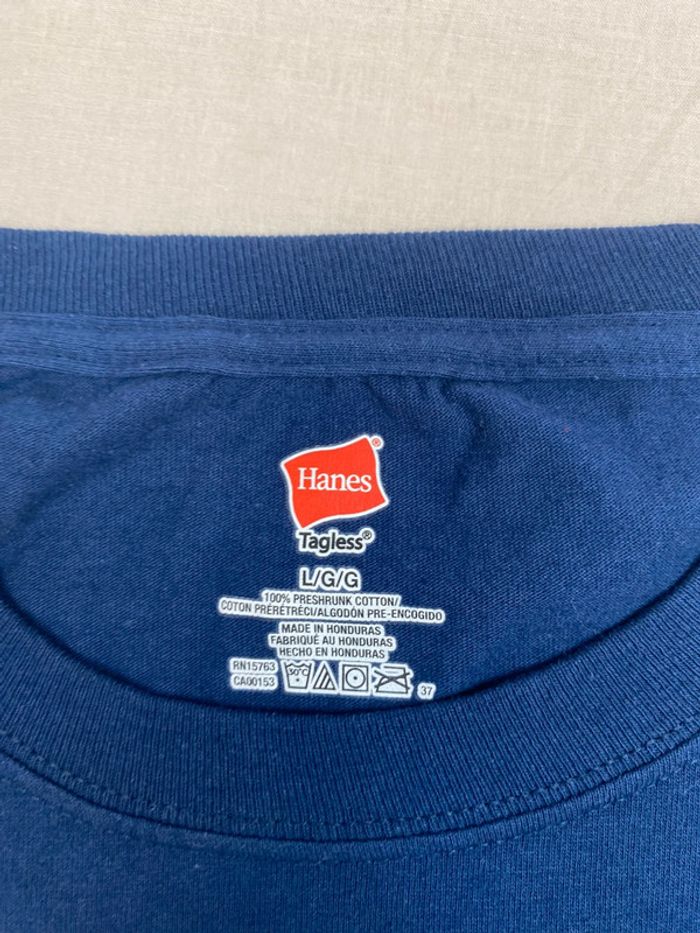 Hanes®
Tagless®
L/G/G
100% PRESHRUNK COTTON/
COTON PRÉRÉTRÉCI/ALGODÓN PRE-ENCOGIDO
MADE IN HONDURAS
FABRIQUÉ AU HONDURAS
HECHO EN HONDURAS
RN15763
CA00153
30°C
37